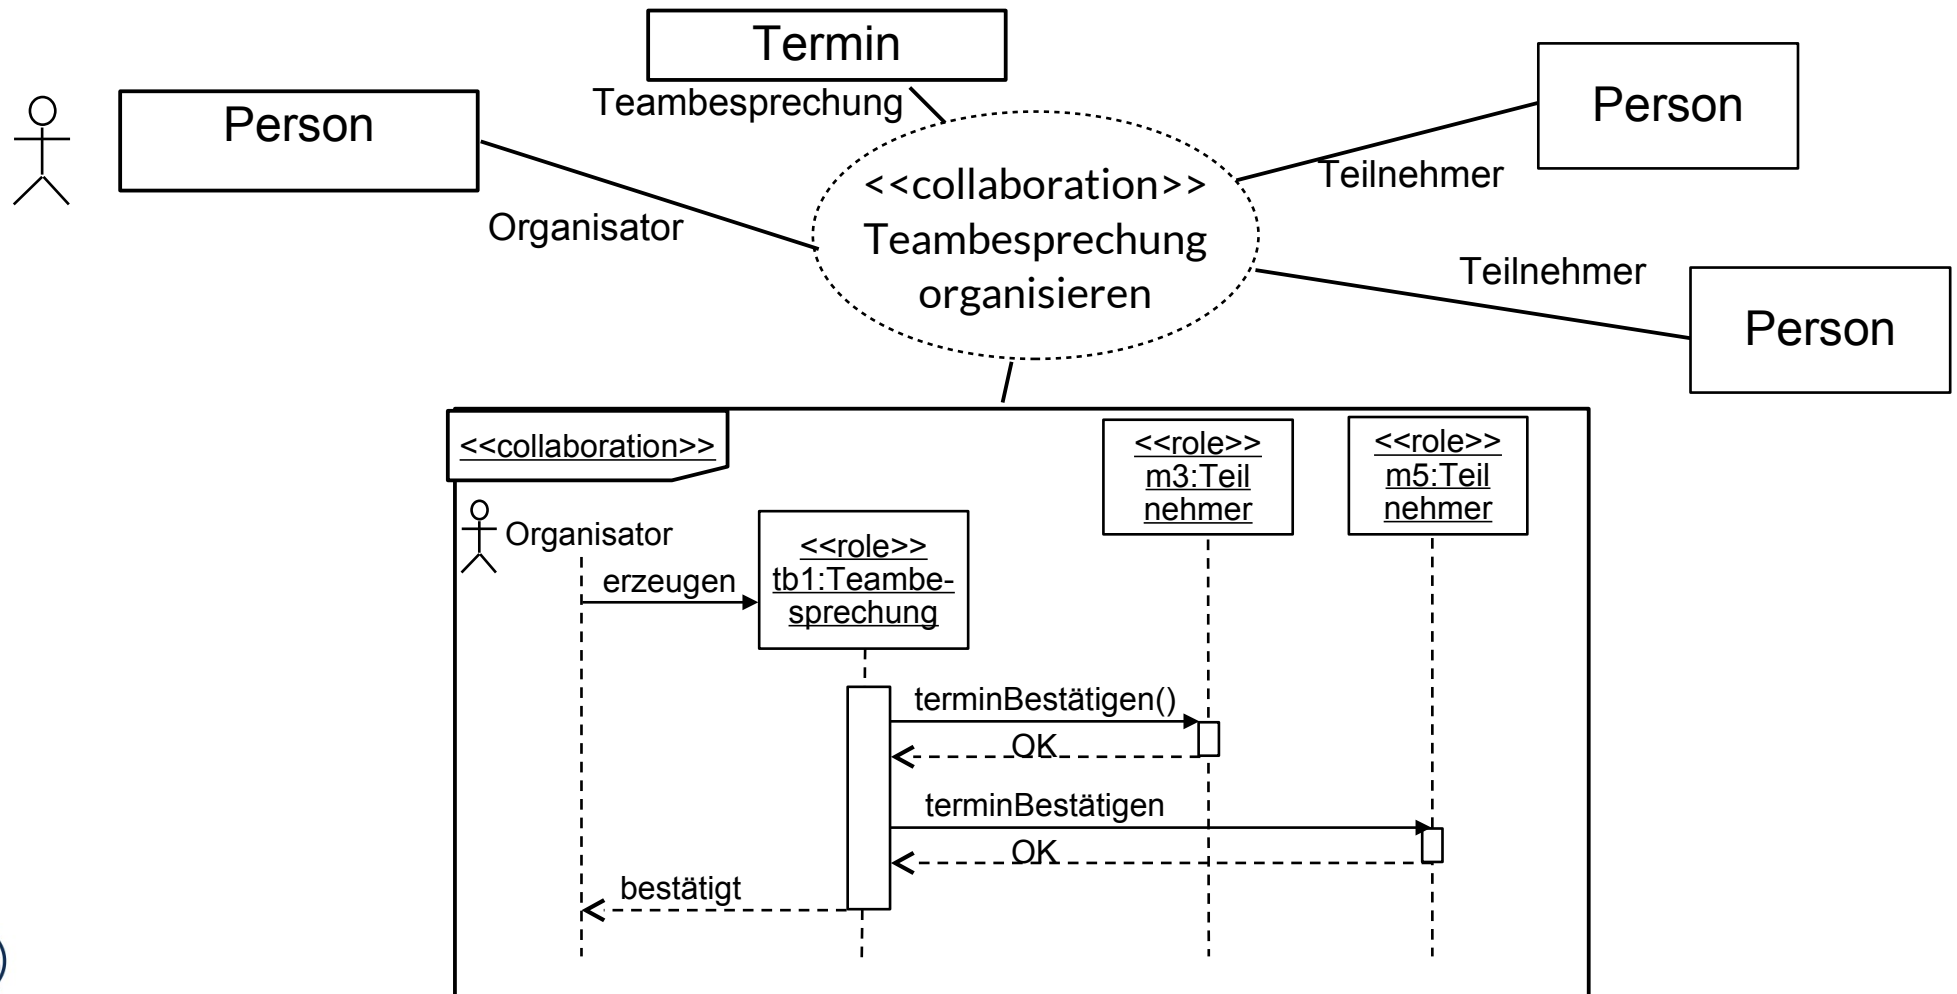 Termin
Teambesprechung
Person
Person
<<collaboration>>
Teambesprechung
organisieren
Teilnehmer
Organisator
Teilnehmer
Person
<<collaboration>>
<<role>>
m3:Teil
nehmer
<<role>>
m5:Teil
nehmer
Organisator
<<role>>
tb1:Teambe-
sprechung
erzeugen
terminBestätigen()
OK
terminBestätigen
OK
bestätigt